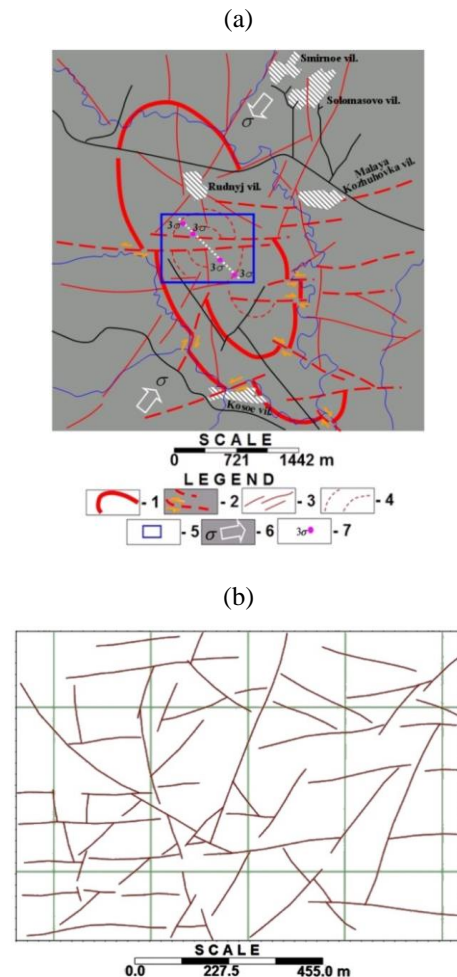 (a)
Smirnoe vil.
Solomasovo vil.
σ
Malaya
Kozhuhovka vil.
Rudnyj vil.
3σ
3σ
3σ
3σ
σ
Kosoe vil.
SCALE
0 721 1442 m
LEGEND
- 1 - 2 - 3 - 4
- 5 σ - 6 3σ - 7
(b)
SCALE
0.0 227.5 455.0 m